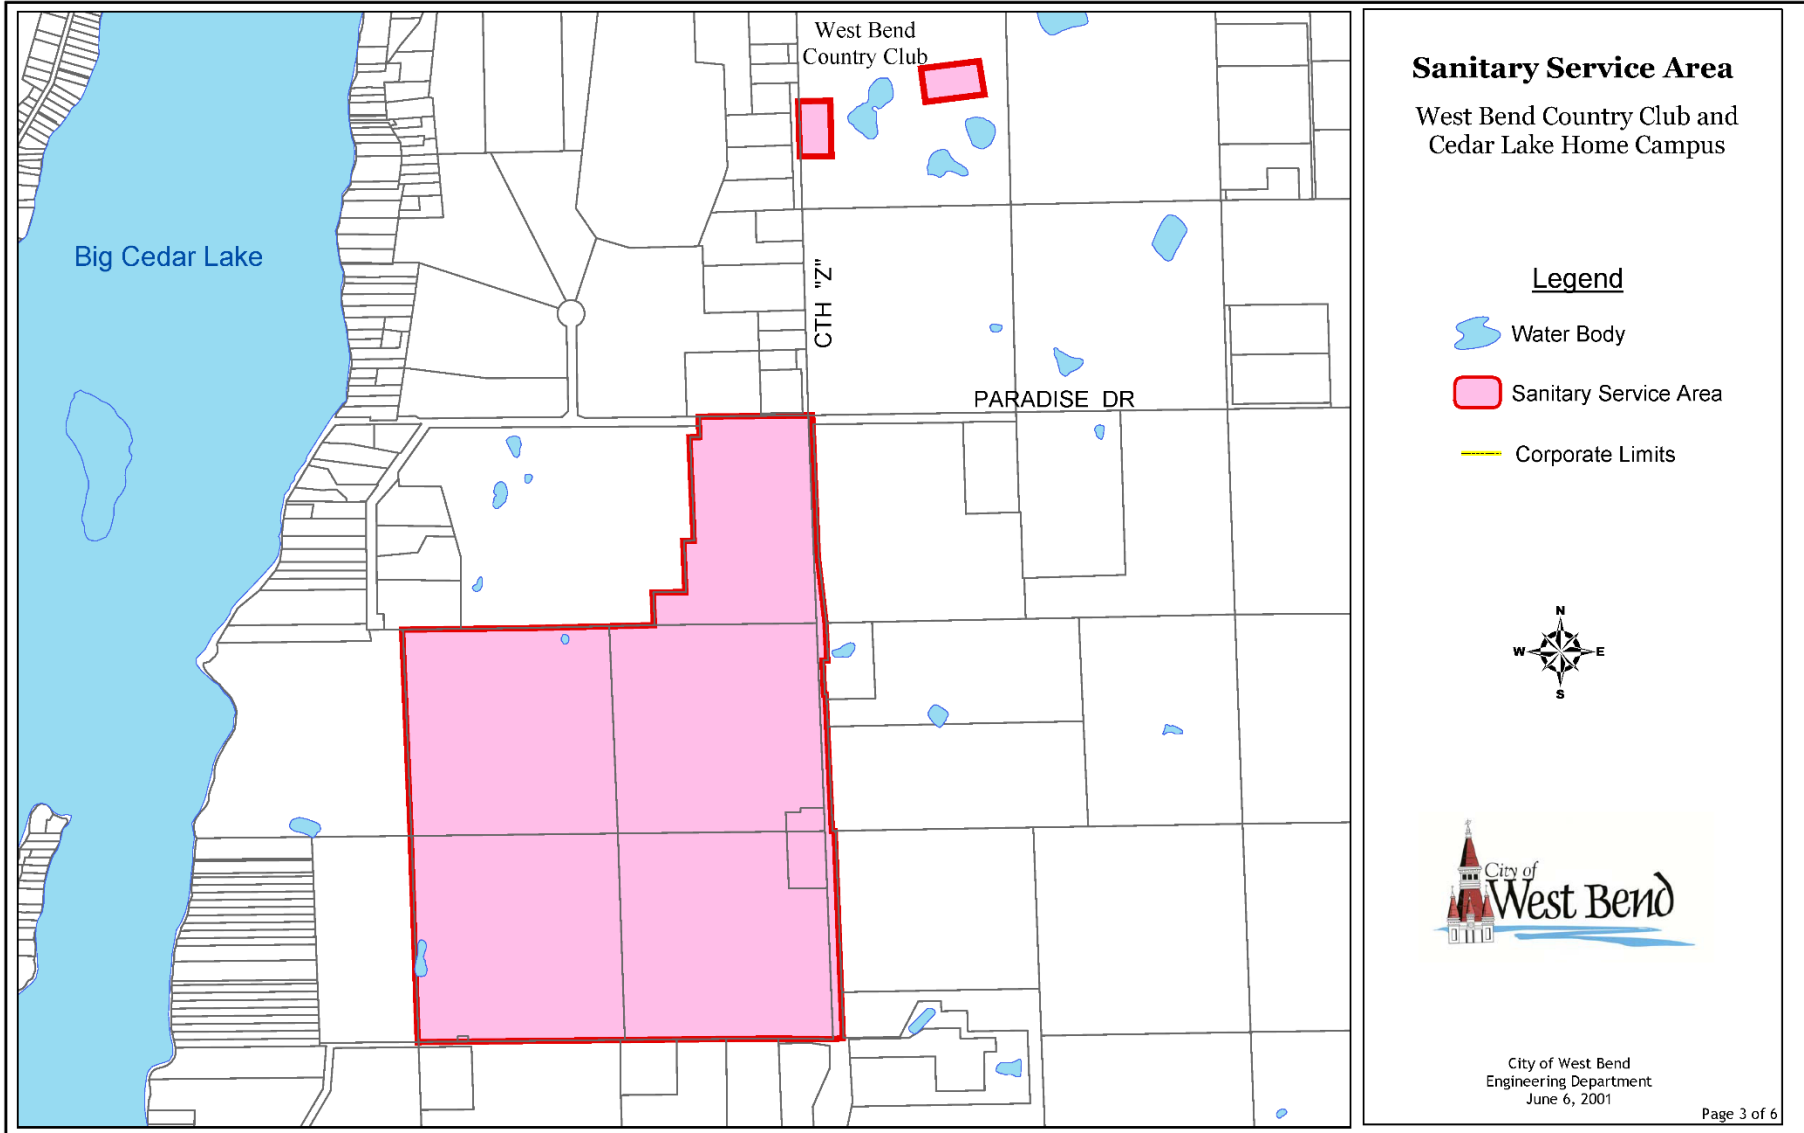 West Bend
Country Club
Big Cedar Lake
CTH "Z"
PARADISE DR
Sanitary Service Area
West Bend Country Club and
Cedar Lake Home Campus
Legend
Water Body
Sanitary Service Area
Corporate Limits
N
W E
S
City of
West Bend
City of West Bend
Engineering Department
June 6, 2001
Page 3 of 6